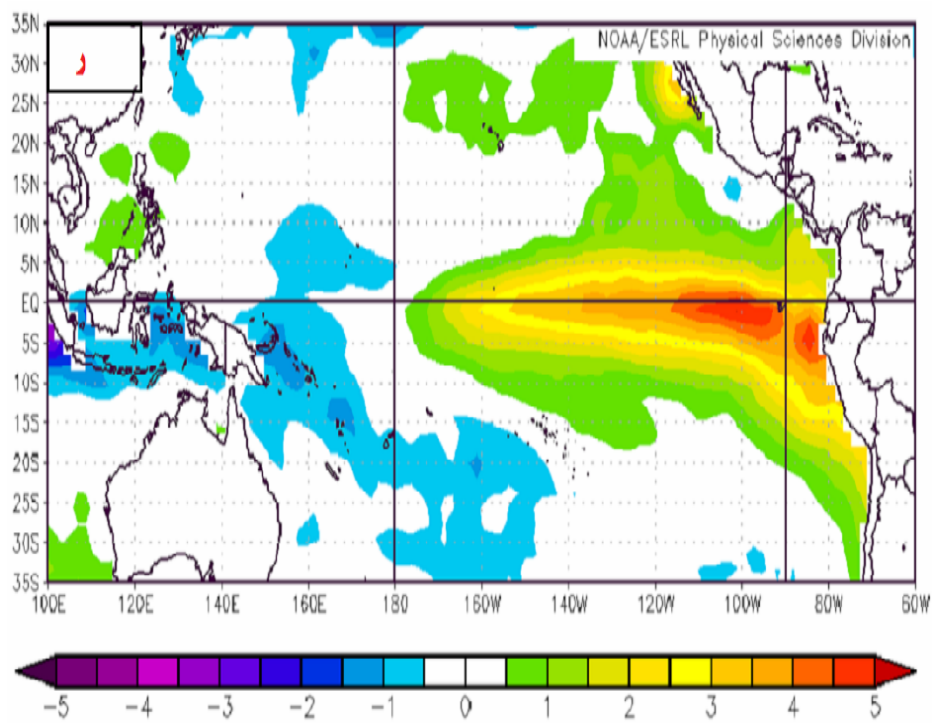 35N
د
NOAA/ESRL Physical Sciences Division
30N
25N
20N
15N
10N
5N
EQ
5S
10S
15S
20S
25S
30S
35S
100E 120E 140E 160E 180 160W 140W 120W 100W 80W 60W
-5 -4 -3 -2 -1 0 1 2 3 4 5